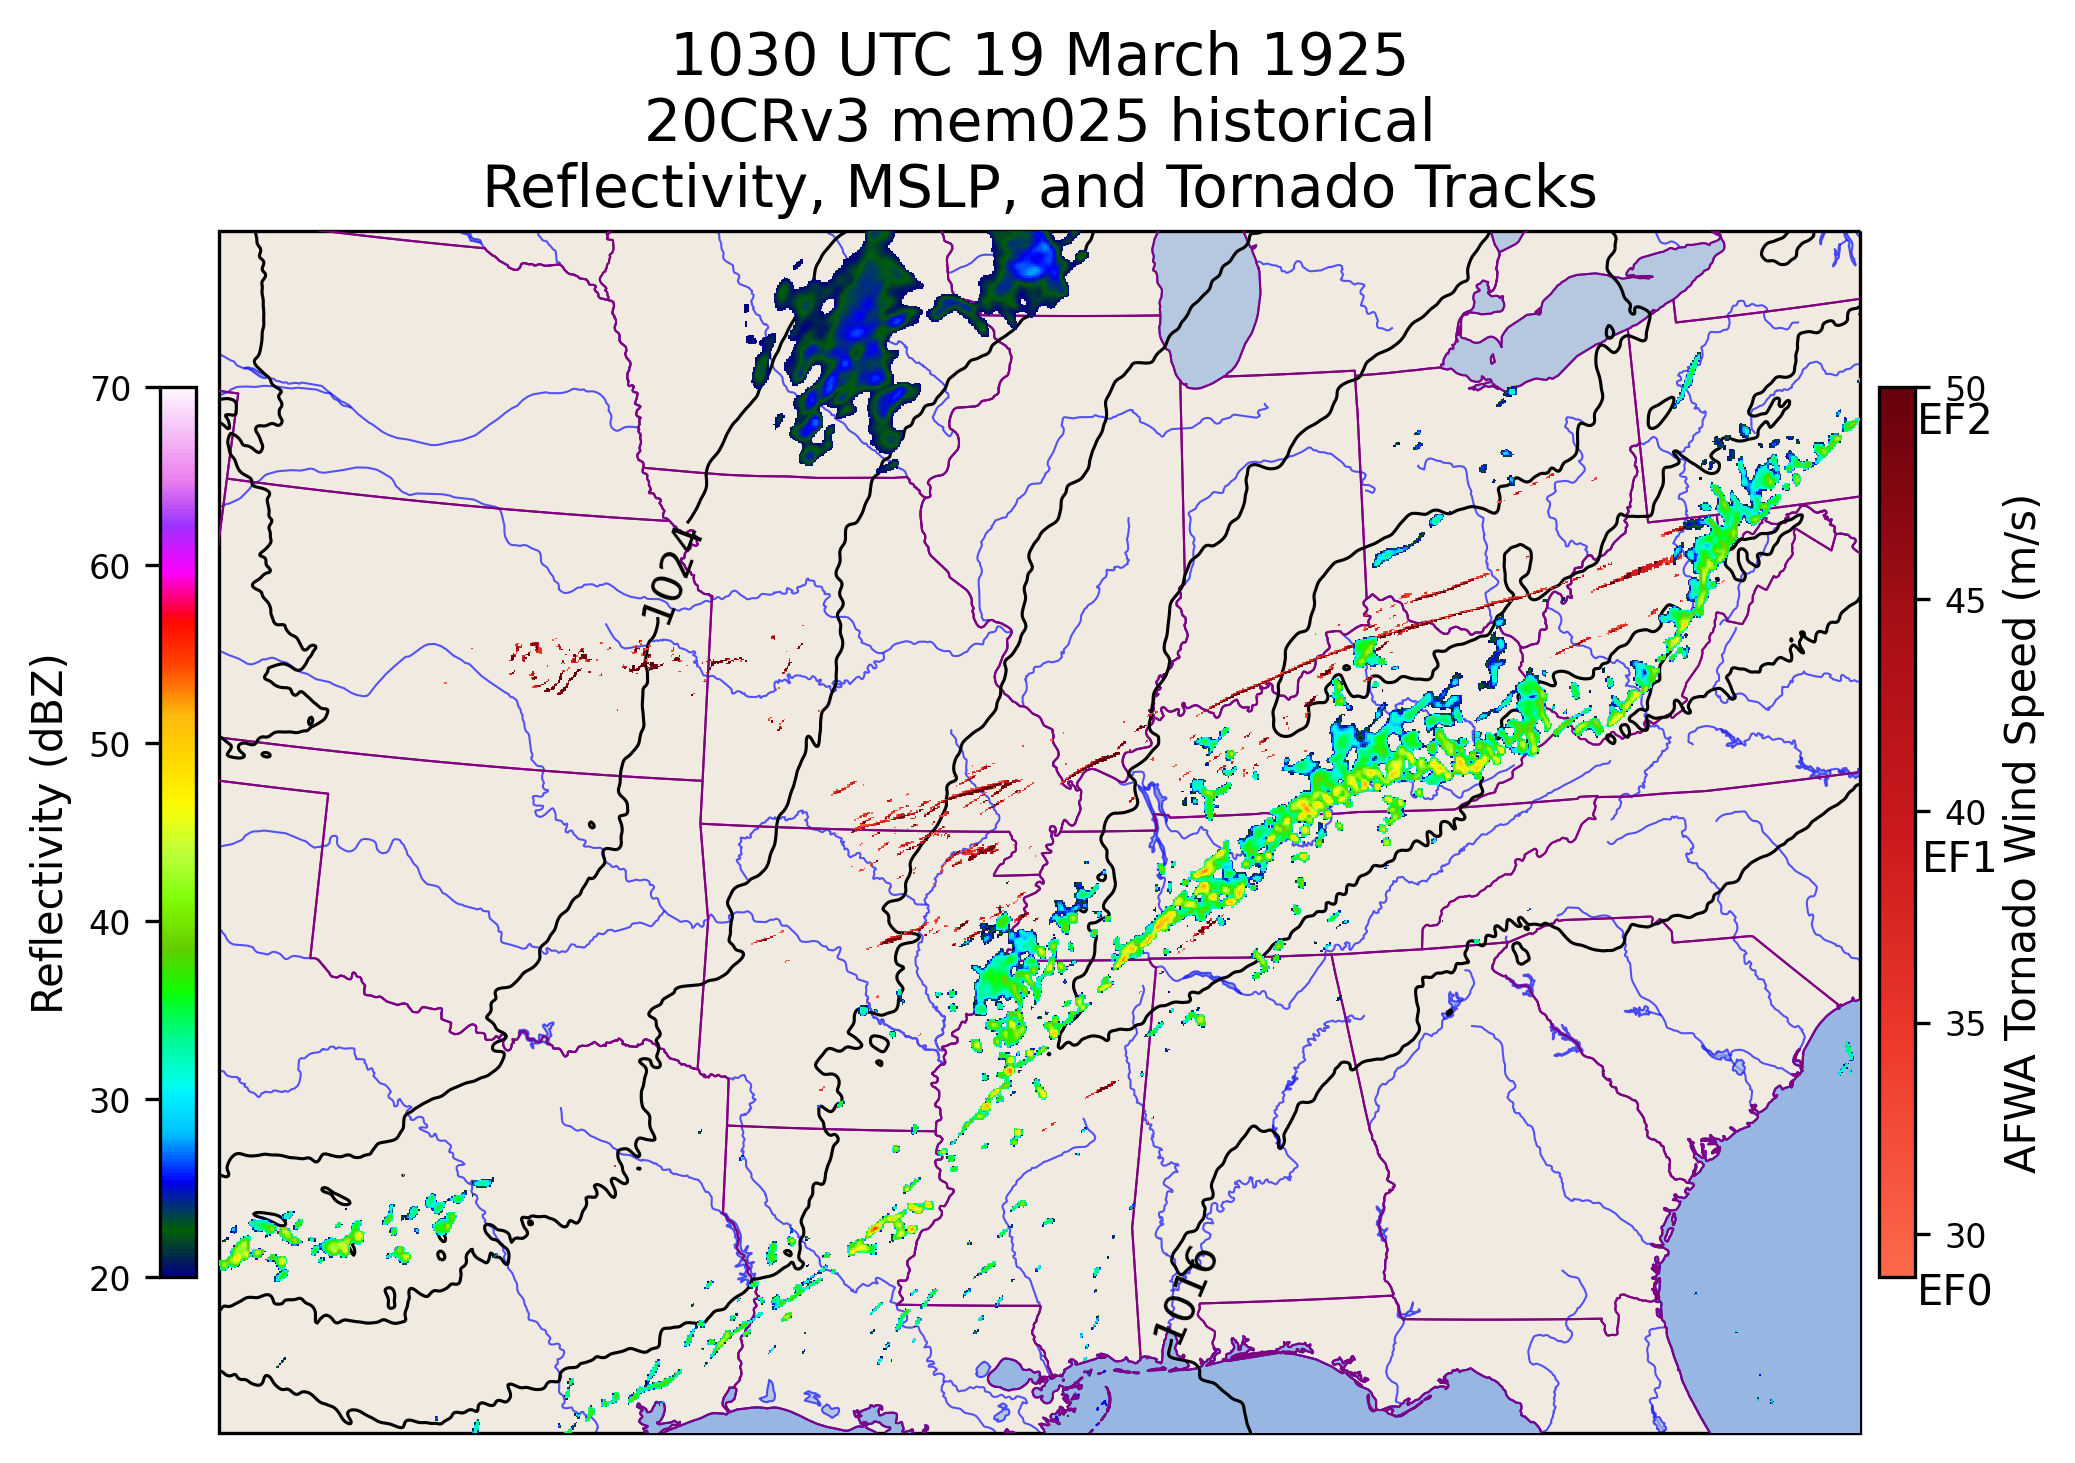 1030 UTC 19 March 1925
20CRv3 mem025 historical
Reflectivity, MSLP, and Tornado Tracks
70
60
50
40
30
20
Reflectivity (dBZ)
1024
1016
50
EF2
45
40
EF1
35
30
EF0
AFWA Tornado Wind Speed (m/s)